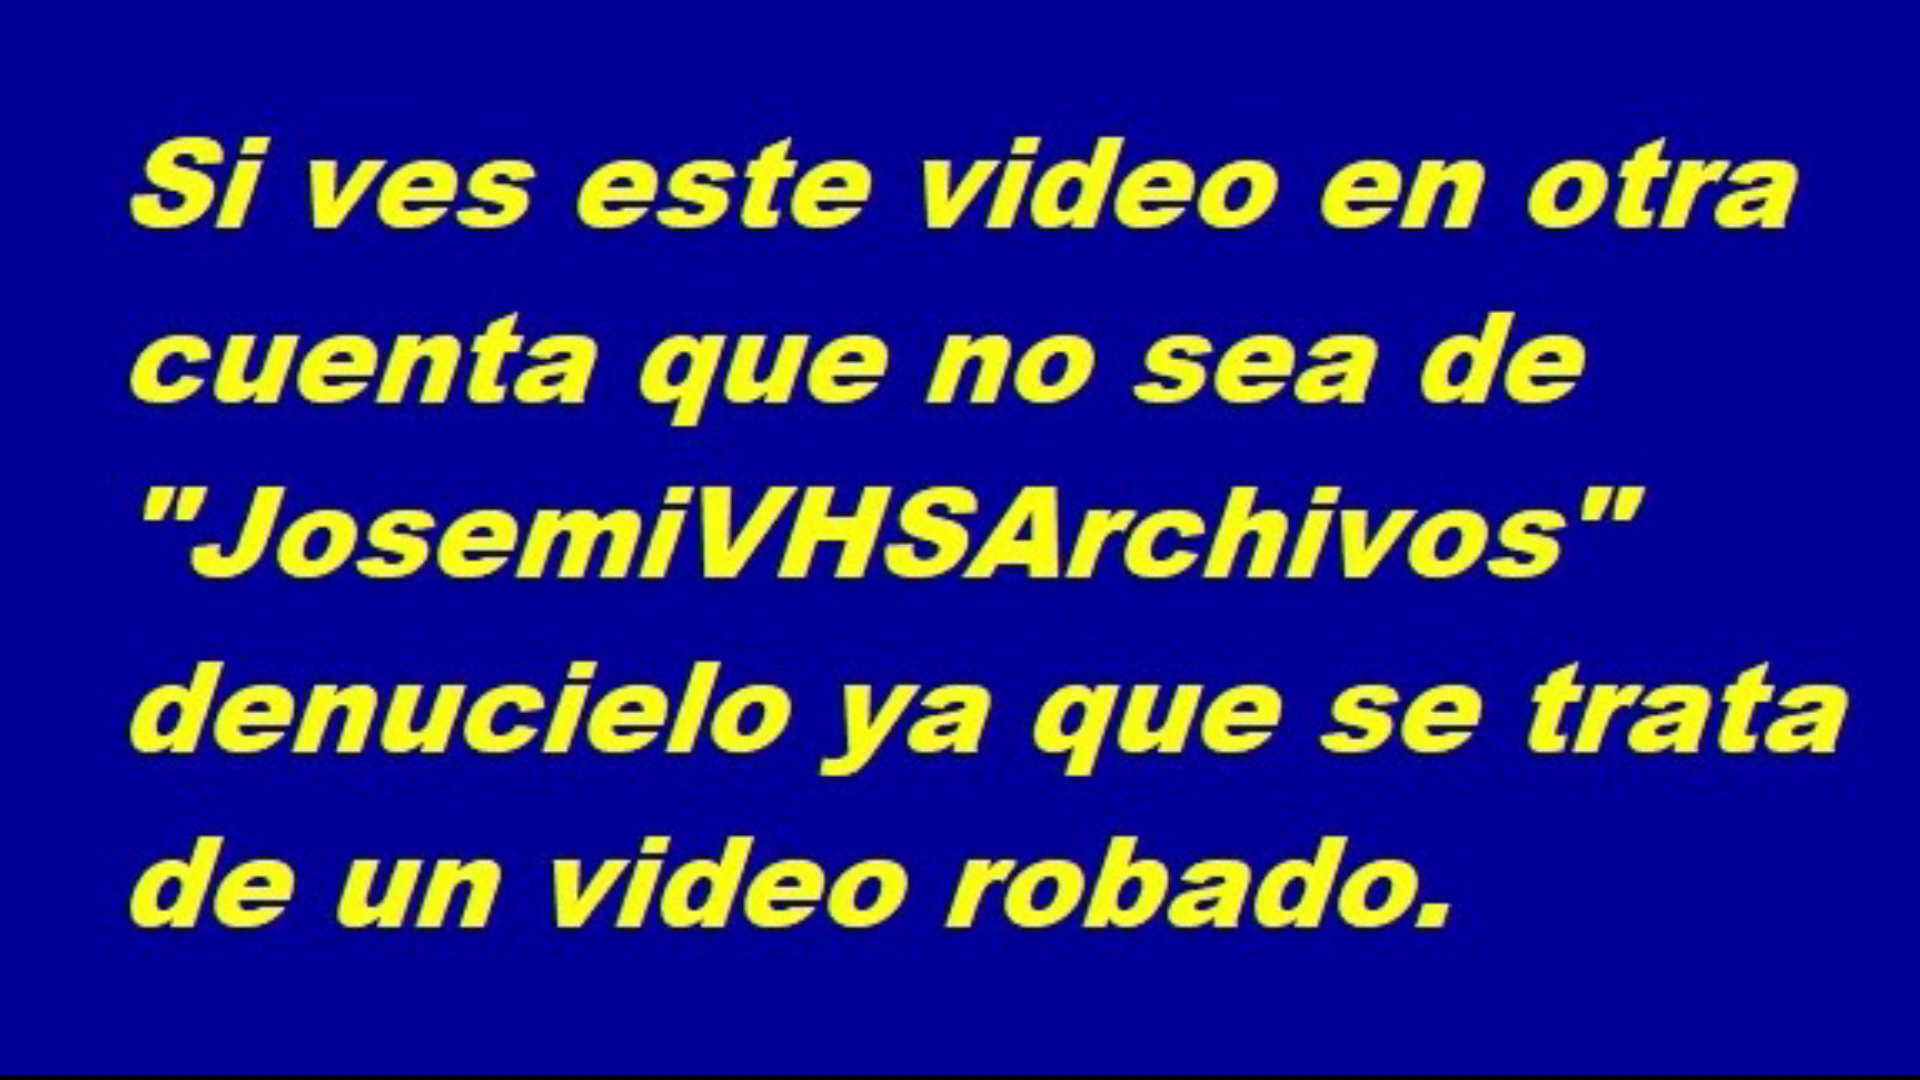 Si ves este video en otra
cuenta que no sea de
"JosemiVHSArchivos"
denucielo ya que se trata
de un video robado.